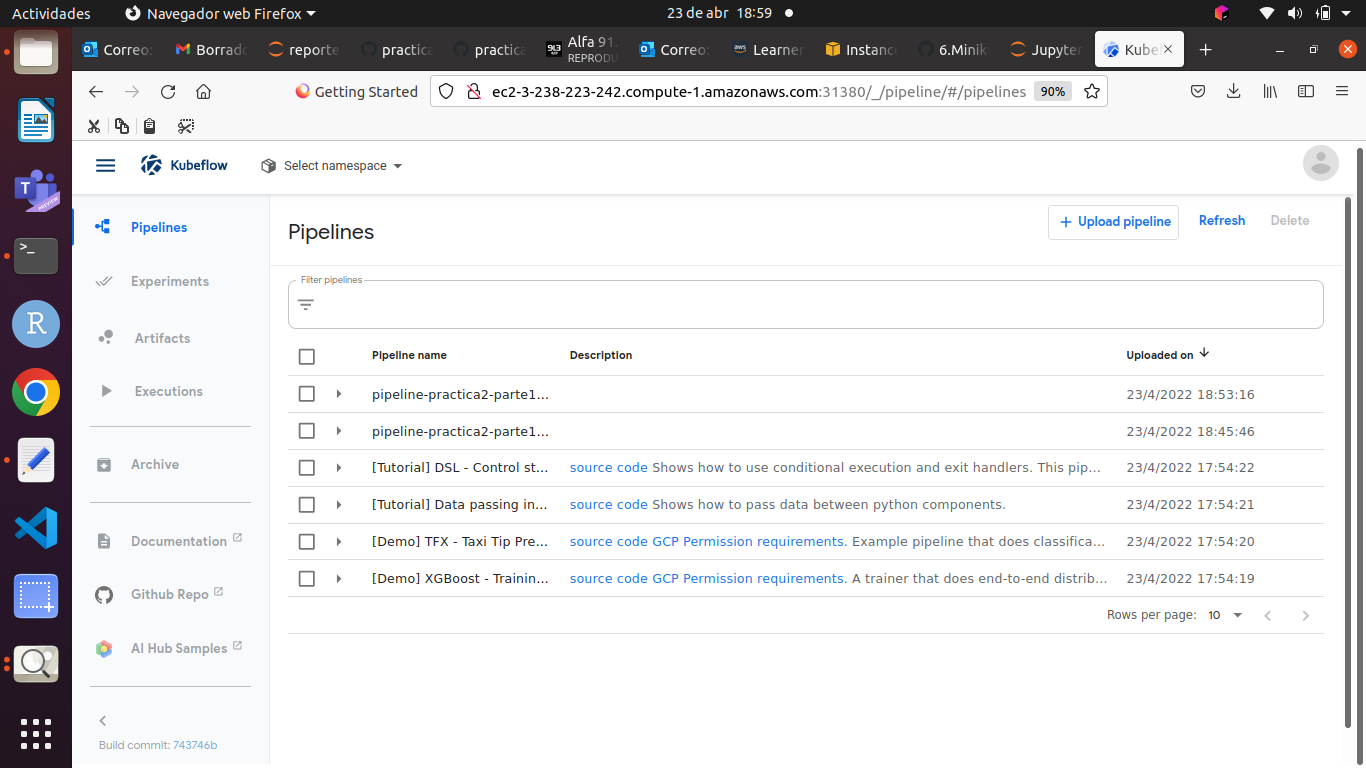 Actividades Navegador web Firefox 23 de abr 18:59
Correo: Borrado reporte practica practica Alfa 91. Correo: Learner Instanc 6.Minik Jupyter Kubef
REPRODU
Getting Started ec2-3-238-223-242.compute-1.amazonaws.com:31380/_/pipeline/#/pipelines 90%
Kubeflow Select namespace
Pipelines
Experiments
Artifacts
Executions
Archive
Documentation
Github Repo
AI Hub Samples
Build commit: 743746b
Pipelines
+ Upload pipeline Refresh Delete
Filter pipelines
Pipeline name Description Uploaded on
pipeline-practica2-parte1... 23/4/2022 18:53:16
pipeline-practica2-parte1... 23/4/2022 18:45:46
[Tutorial] DSL - Control st... source code Shows how to use conditional execution and exit handlers. This pip... 23/4/2022 17:54:22
[Tutorial] Data passing in... source code Shows how to pass data between python components. 23/4/2022 17:54:21
[Demo] TFX - Taxi Tip Pre... source code GCP Permission requirements. Example pipeline that does classifica... 23/4/2022 17:54:20
[Demo] XGBoost - Trainin... source code GCP Permission requirements. A trainer that does end-to-end distrib... 23/4/2022 17:54:19
Rows per page: 10